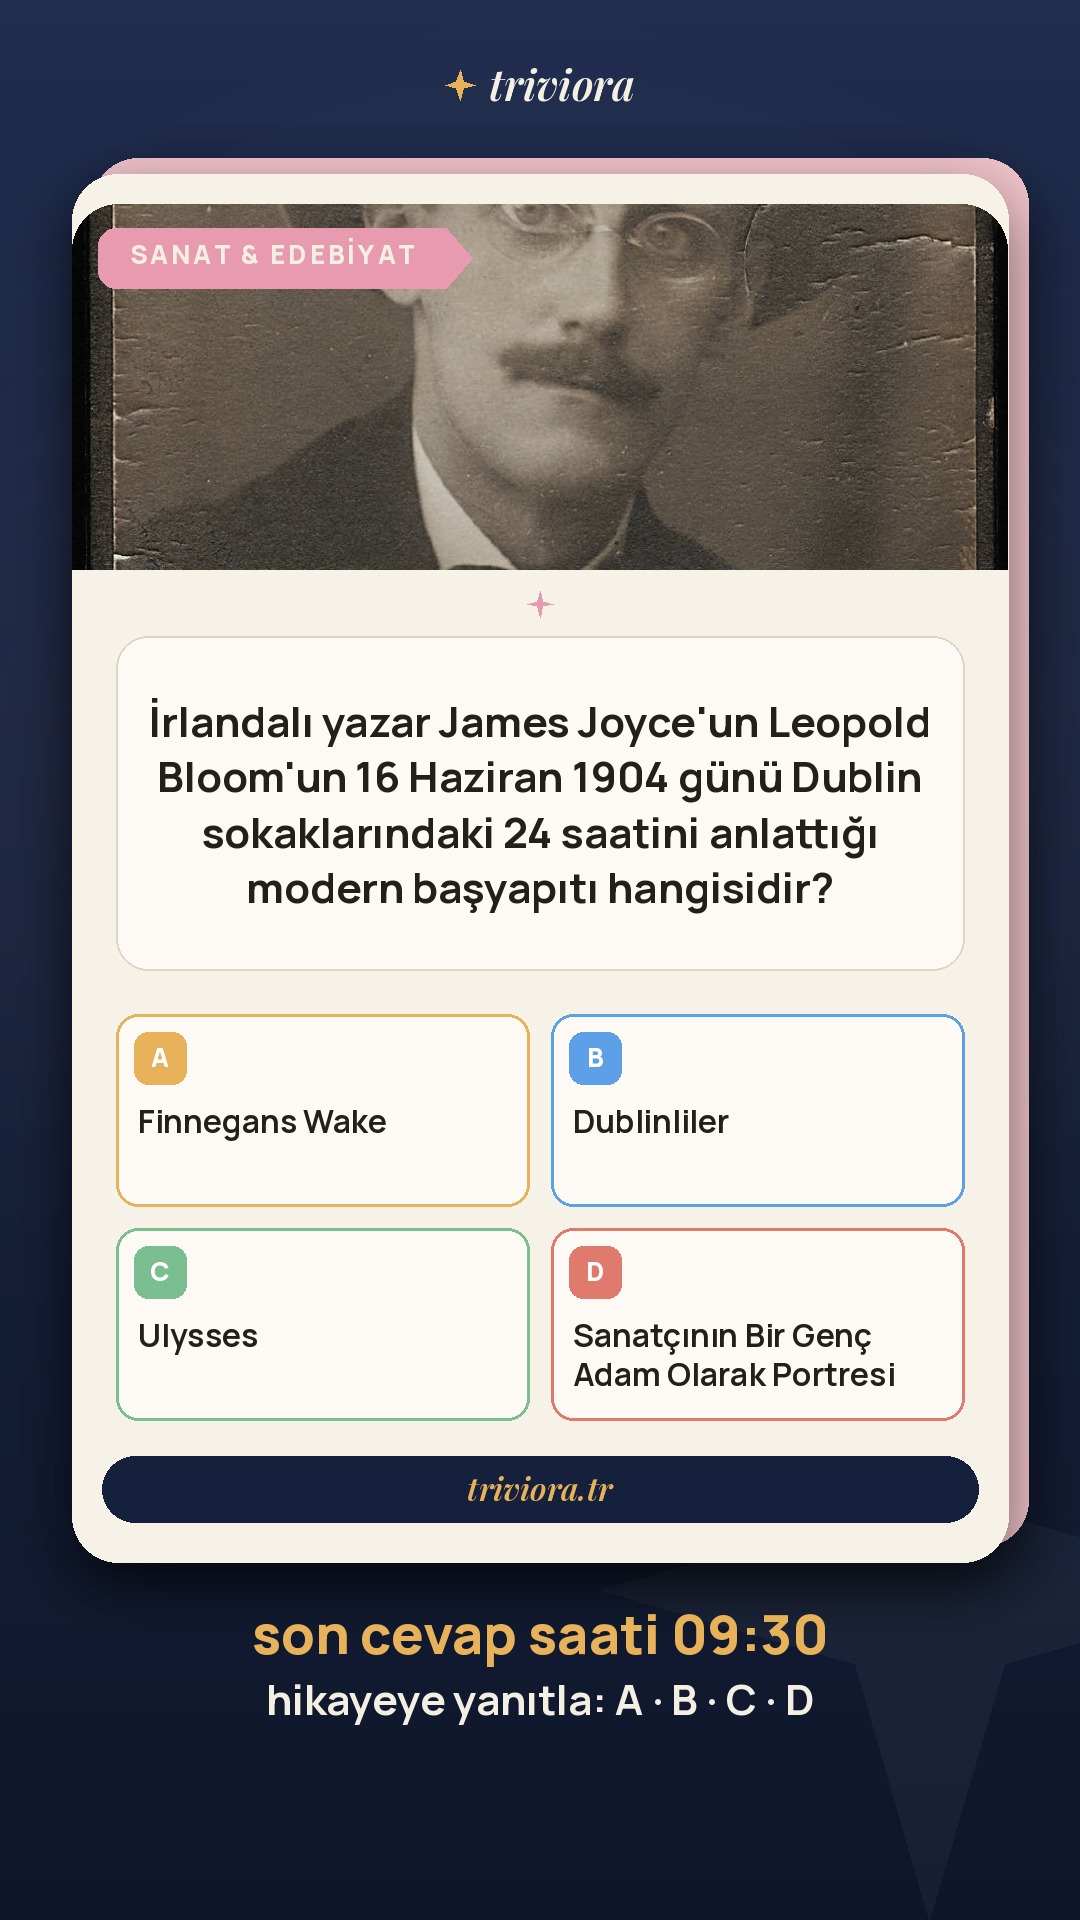 triviora
SANAT & EDEBİYAT
İrlandalı yazar James Joyce'un Leopold
Bloom'un 16 Haziran 1904 günü Dublin
sokaklarındaki 24 saatini anlattığı
modern başyapıtı hangisidir?
A
Finnegans Wake
B
Dublinliler
C
Ulysses
D
Sanatçının Bir Genç
Adam Olarak Portresi
triviora.tr
son cevap saati 09:30
hikayeye yanıtla: A · B · C · D